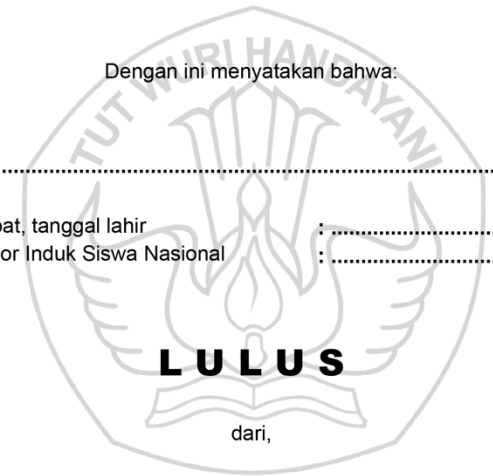 TUT WURI HANDAYANI
Dengan ini menyatakan bahwa:
..........................................................................................
pat, tanggal lahir : ..............................
or Induk Siswa Nasional : ..............................
LULUS
dari,